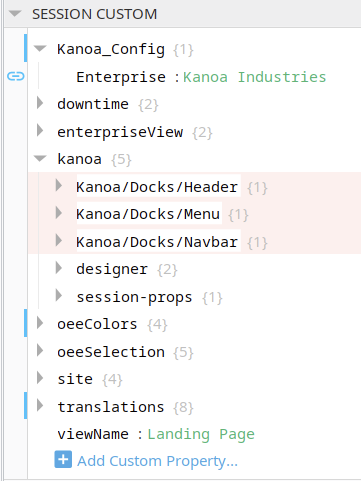 SESSION CUSTOM
Kanoa_Config {1}
Enterprise : Kanoa Industries
downtime {2}
enterpriseView {2}
kanoa {5}
Kanoa/Docks/Header {1}
Kanoa/Docks/Menu {1}
Kanoa/Docks/Navbar {1}
designer {2}
session-props {1}
oeeColors {4}
oeeSelection {5}
site {4}
translations {8}
viewName : Landing Page
Add Custom Property...